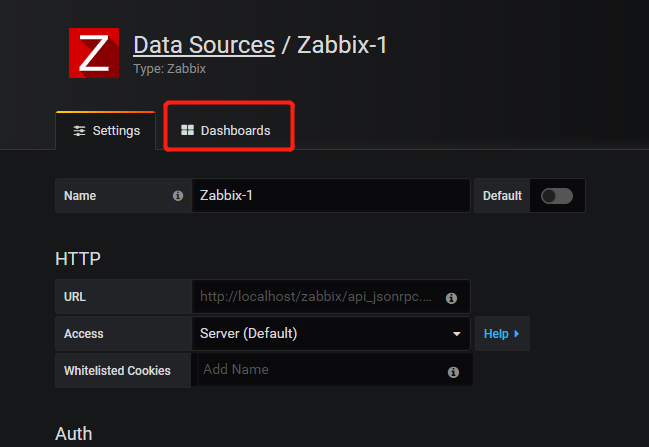 Z
Data Sources / Zabbix-1
Type: Zabbix
Settings
Dashboards
Name
Zabbix-1
Default
HTTP
URL
http://localhost/zabbix/api_jsonrpc....
Access
Server (Default)
Help
Whitelisted Cookies
Add Name
Auth